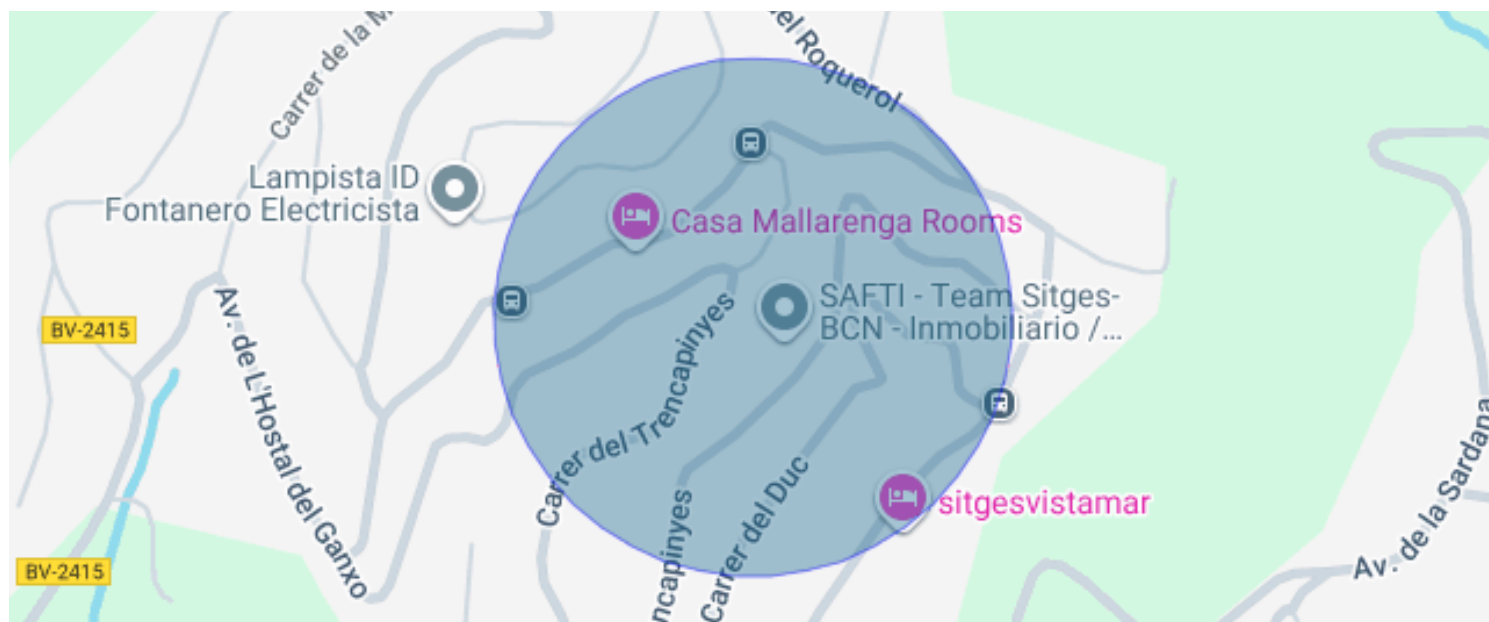 Carrer de la M
del Roquerol
Lampista ID
Fontanero Electricista
Casa Mallarenga Rooms
SAFTI - Team Sitges-
BCN - Inmobiliario /...
BV-2415
Av. de L'Hostal del Ganxo
Carrer del Trencapinyes
Carrer del Duc
ncapinyes
sitgesvistamar
Av. de la Sardana
BV-2415